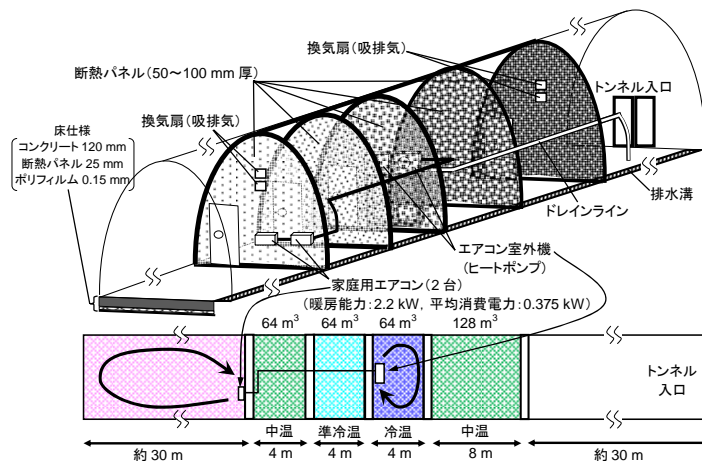 換気扇（吸排気）
断熱パネル（50～100 mm 厚）
トンネル入口
床仕様
コンクリート 120 mm
断熱パネル 25 mm
ポリフィルム 0.15 mm
換気扇（吸排気）
排水溝
ドレインライン
エアコン室外機
（ヒートポンプ）
家庭用エアコン（2 台）
（暖房能力：2.2 kW，平均消費電力：0.375 kW）
64 m³ 64 m³ 64 m³ 128 m³
トンネル
入口
中温 準冷温 冷温 中温
約 30 m 4 m 4 m 4 m 8 m 約 30 m